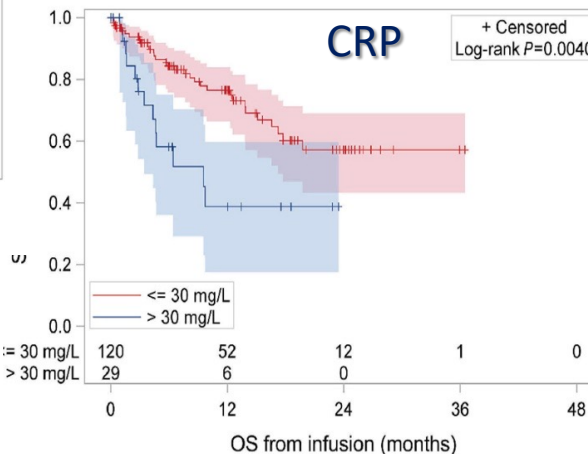 CRP
+ Censored
Log-rank P=0.0040
1.0
0.8
0.6
0.4
0.2
0.0
<= 30 mg/L
> 30 mg/L
= 30 mg/L 120 52 12 1 0
> 30 mg/L 29 6 0
0 12 24 36 48
OS from infusion (months)